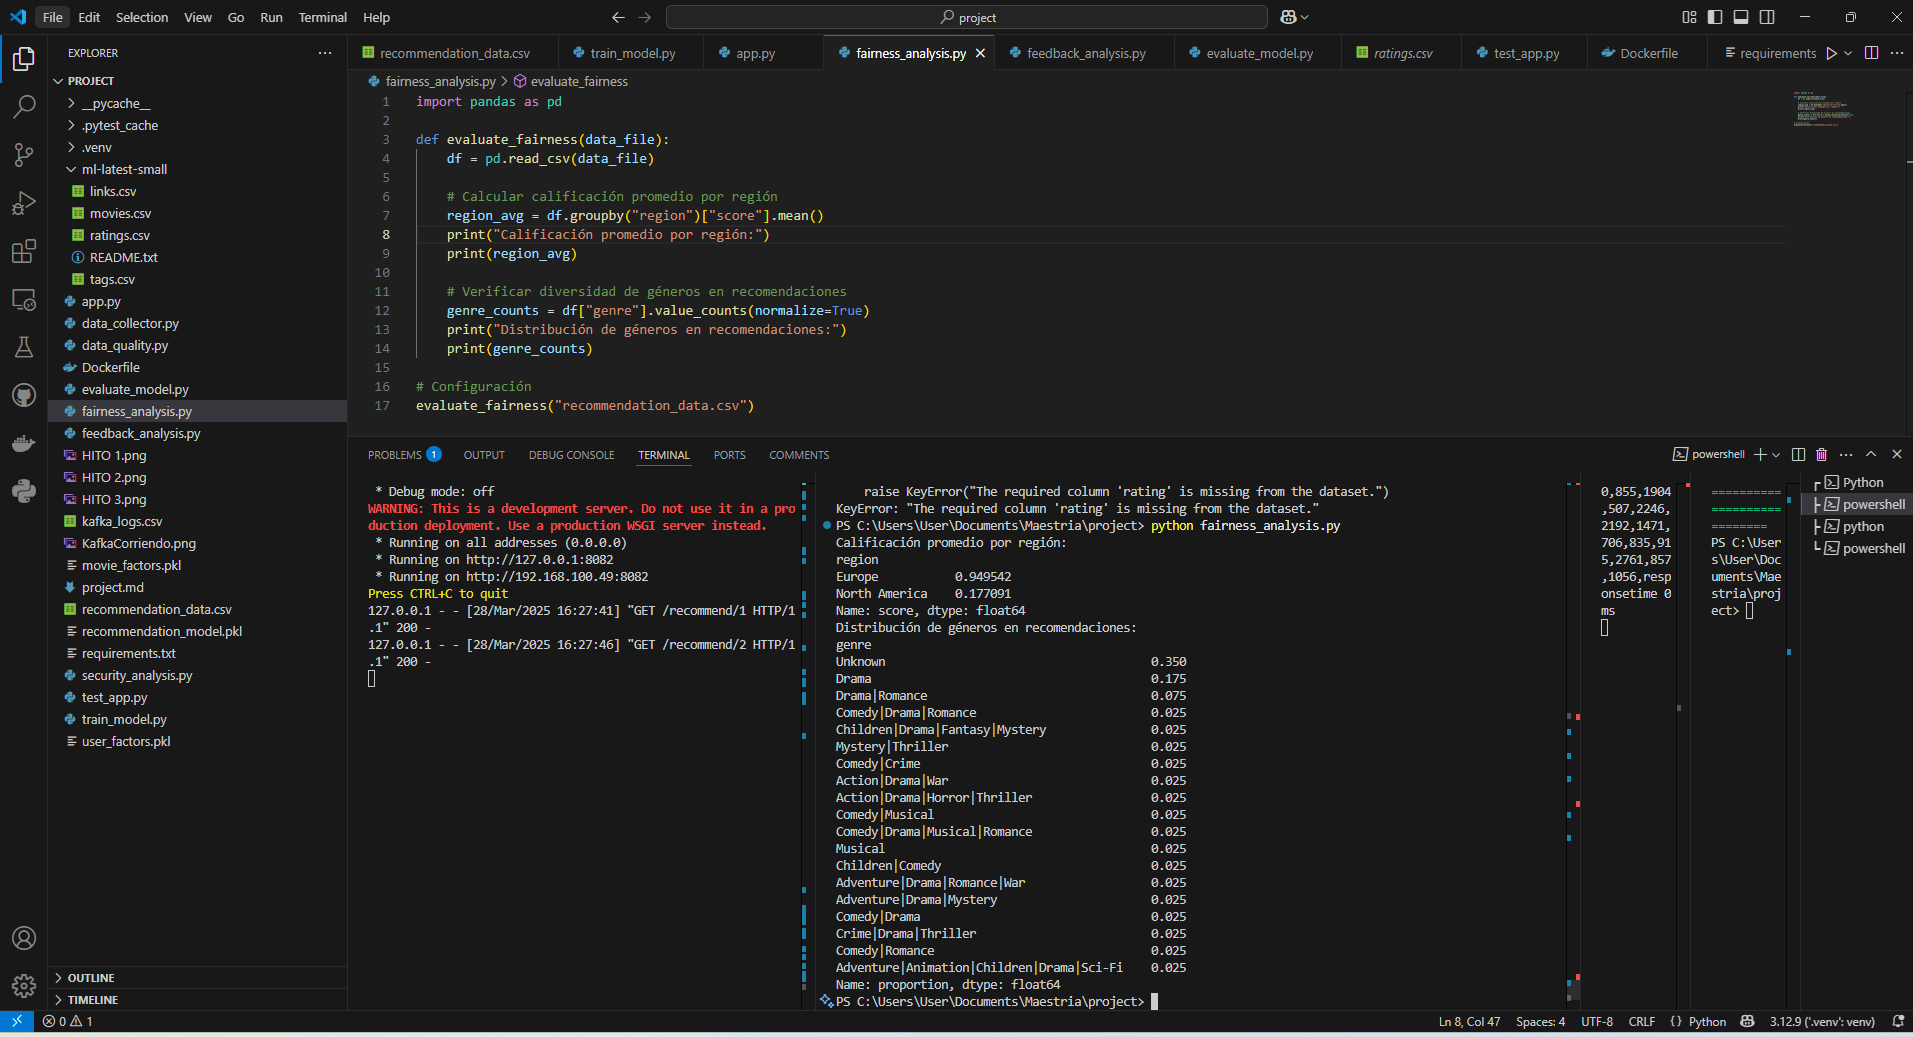 File Edit Selection View Go Run Terminal Help
project
EXPLORER
PROJECT
__pycache__
.pytest_cache
.venv
ml-latest-small
links.csv
movies.csv
ratings.csv
README.txt
tags.csv
app.py
data_collector.py
data_quality.py
Dockerfile
evaluate_model.py
fairness_analysis.py
feedback_analysis.py
HITO 1.png
HITO 2.png
HITO 3.png
kafka_logs.csv
KafkaCorriendo.png
movie_factors.pkl
project.md
recommendation_data.csv
recommendation_model.pkl
requirements.txt
security_analysis.py
test_app.py
train_model.py
user_factors.pkl
OUTLINE
TIMELINE
recommendation_data.csv train_model.py app.py fairness_analysis.py feedback_analysis.py evaluate_model.py ratings.csv test_app.py Dockerfile requirements
fairness_analysis.py > evaluate_fairness
1 import pandas as pd
2
3 def evaluate_fairness(data_file):
4 df = pd.read_csv(data_file)
5
6 # Calcular calificación promedio por región
7 region_avg = df.groupby("region")["score"].mean()
8 print("Calificación promedio por región:")
9 print(region_avg)
10
11 # Verificar diversidad de géneros en recomendaciones
12 genre_counts = df["genre"].value_counts(normalize=True)
13 print("Distribución de géneros en recomendaciones:")
14 print(genre_counts)
15
16 # Configuración
17 evaluate_fairness("recommendation_data.csv")
PROBLEMS 1 OUTPUT DEBUG CONSOLE TERMINAL PORTS COMMENTS
powershell
* Debug mode: off
WARNING: This is a development server. Do not use it in a pro
duction deployment. Use a production WSGI server instead.
* Running on all addresses (0.0.0.0)
* Running on http://127.0.0.1:8082
* Running on http://192.168.100.49:8082
Press CTRL+C to quit
127.0.0.1 - - [28/Mar/2025 16:27:41] "GET /recommend/1 HTTP/1
.1" 200 -
127.0.0.1 - - [28/Mar/2025 16:27:46] "GET /recommend/2 HTTP/1
.1" 200 -
raise KeyError("The required column 'rating' is missing from the dataset.")
KeyError: "The required column 'rating' is missing from the dataset."
PS C:\Users\User\Documents\Maestria\project> python fairness_analysis.py
Calificación promedio por región:
region
Europe 0.949542
North America 0.177091
Name: score, dtype: float64
Distribución de géneros en recomendaciones:
genre
Unknown 0.350
Drama 0.175
Drama|Romance 0.075
Comedy|Drama|Romance 0.025
Children|Drama|Fantasy|Mystery 0.025
Mystery|Thriller 0.025
Comedy|Crime 0.025
Action|Drama|War 0.025
Action|Drama|Horror|Thriller 0.025
Comedy|Musical 0.025
Comedy|Drama|Musical|Romance 0.025
Musical 0.025
Children|Comedy 0.025
Adventure|Drama|Romance|War 0.025
Adventure|Drama|Mystery 0.025
Comedy|Drama 0.025
Crime|Drama|Thriller 0.025
Comedy|Romance 0.025
Adventure|Animation|Children|Drama|Sci-Fi 0.025
Name: proportion, dtype: float64
PS C:\Users\User\Documents\Maestria\project>
0,855,1904
,507,2246,
2192,1471,
706,835,91
5,2761,857
,1056,resp
onsetime 0
ms
===========
===========
========
PS C:\User
s\User\Doc
uments\Mae
stria\proj
ect>
Python
powershell
python
powershell
0 1
Ln 8, Col 47 Spaces: 4 UTF-8 CRLF {} Python 3.12.9 ('.venv': venv)